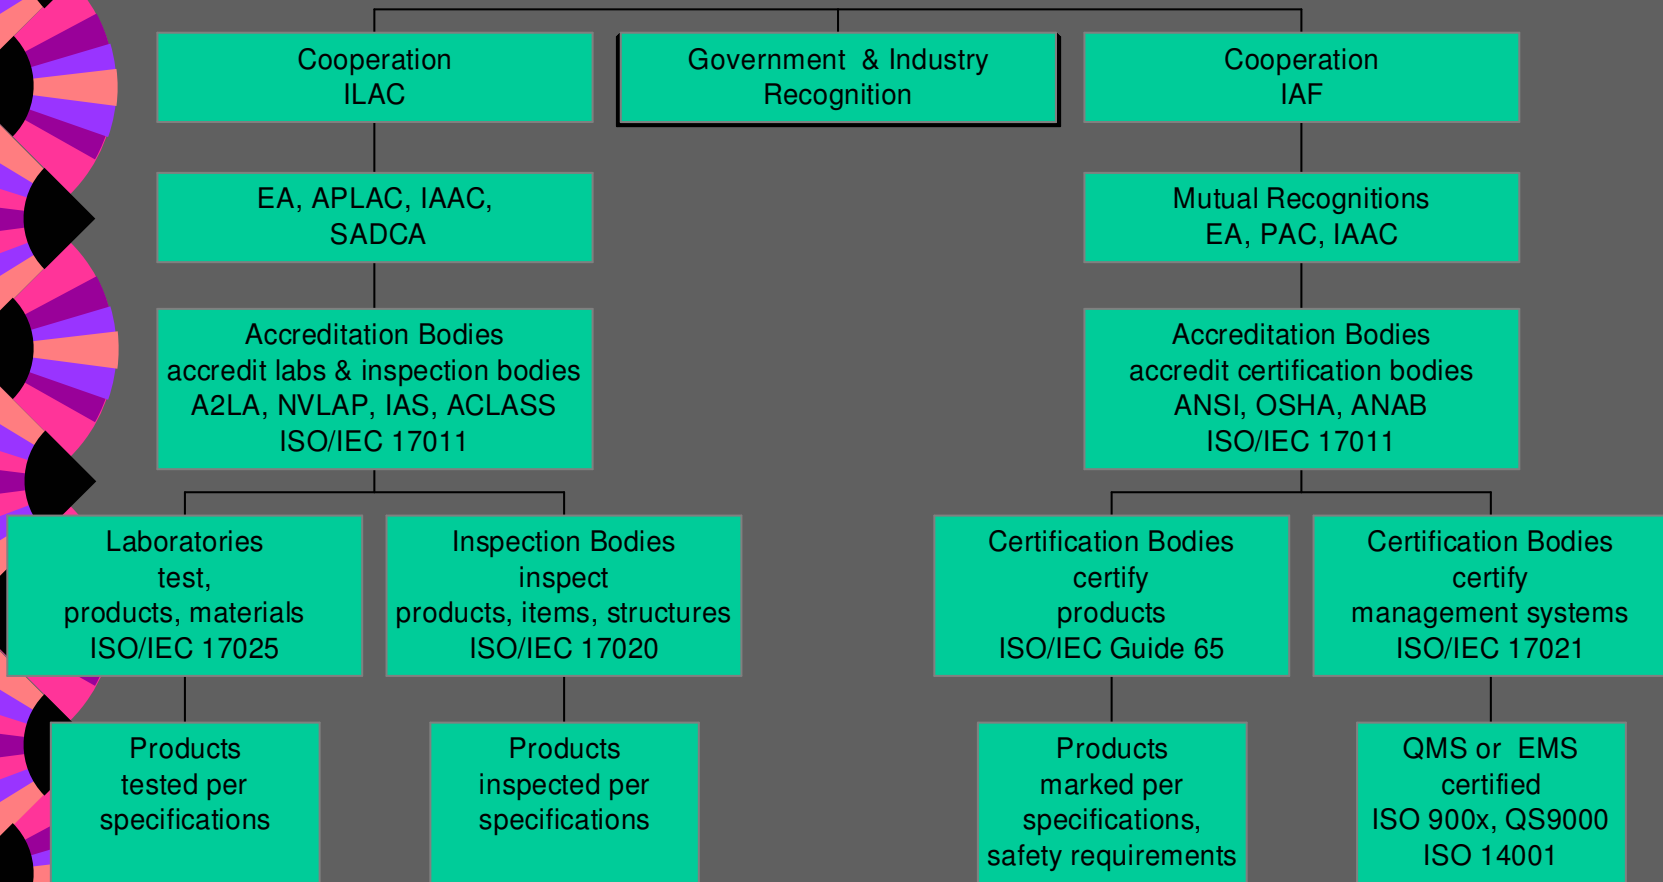 Cooperation
ILAC
Government & Industry
Recognition
Cooperation
IAF
EA, APLAC, IAAC,
SADCA
Mutual Recognitions
EA, PAC, IAAC
Accreditation Bodies
accredit labs & inspection bodies
A2LA, NVLAP, IAS, ACLASS
ISO/IEC 17011
Accreditation Bodies
accredit certification bodies
ANSI, OSHA, ANAB
ISO/IEC 17011
Laboratories
test,
products, materials
ISO/IEC 17025
Inspection Bodies
inspect
products, items, structures
ISO/IEC 17020
Certification Bodies
certify
products
ISO/IEC Guide 65
Certification Bodies
certify
management systems
ISO/IEC 17021
Products
tested per
specifications
Products
inspected per
specifications
Products
marked per
specifications,
safety requirements
QMS or EMS
certified
ISO 900x, QS9000
ISO 14001